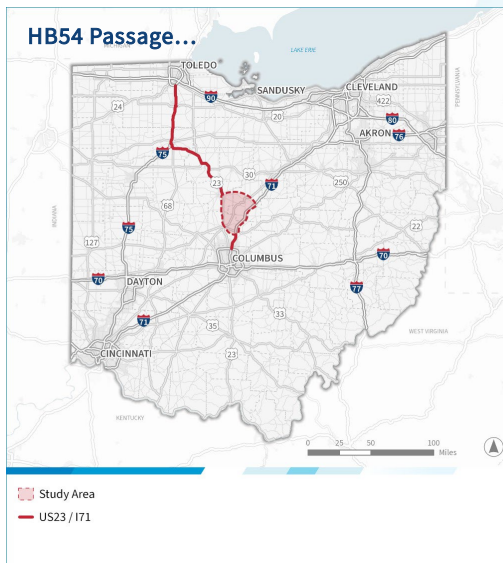 HB54 Passage...
LAKE ERIE
TOLEDO
SANDUSKY
CLEVELAND
PENNSYLVANIA
90
24
422
20
80
AKRON
76
75
30
23
71
250
INDIANA
68
22
75
127
COLUMBUS
70
70
DAYTON
77
33
71
35
WEST VIRGINIA
CINCINNATI
23
KENTUCKY
0 25 50 100
Miles
Study Area
US23 / I71